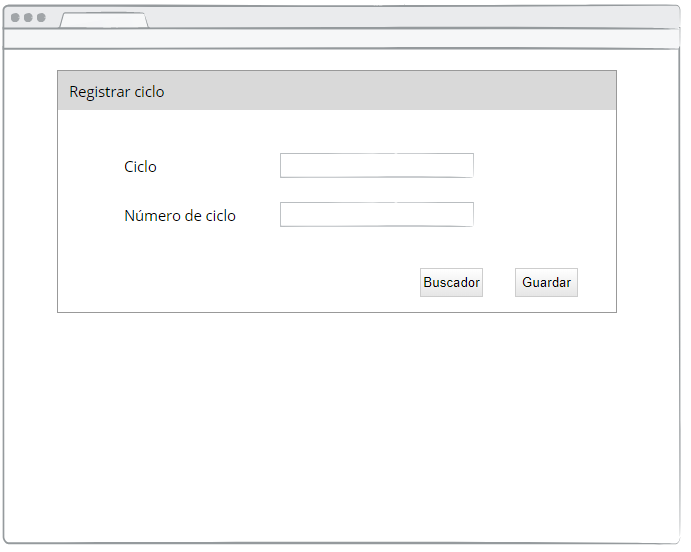 Registrar ciclo
Ciclo
Número de ciclo
Buscador Guardar